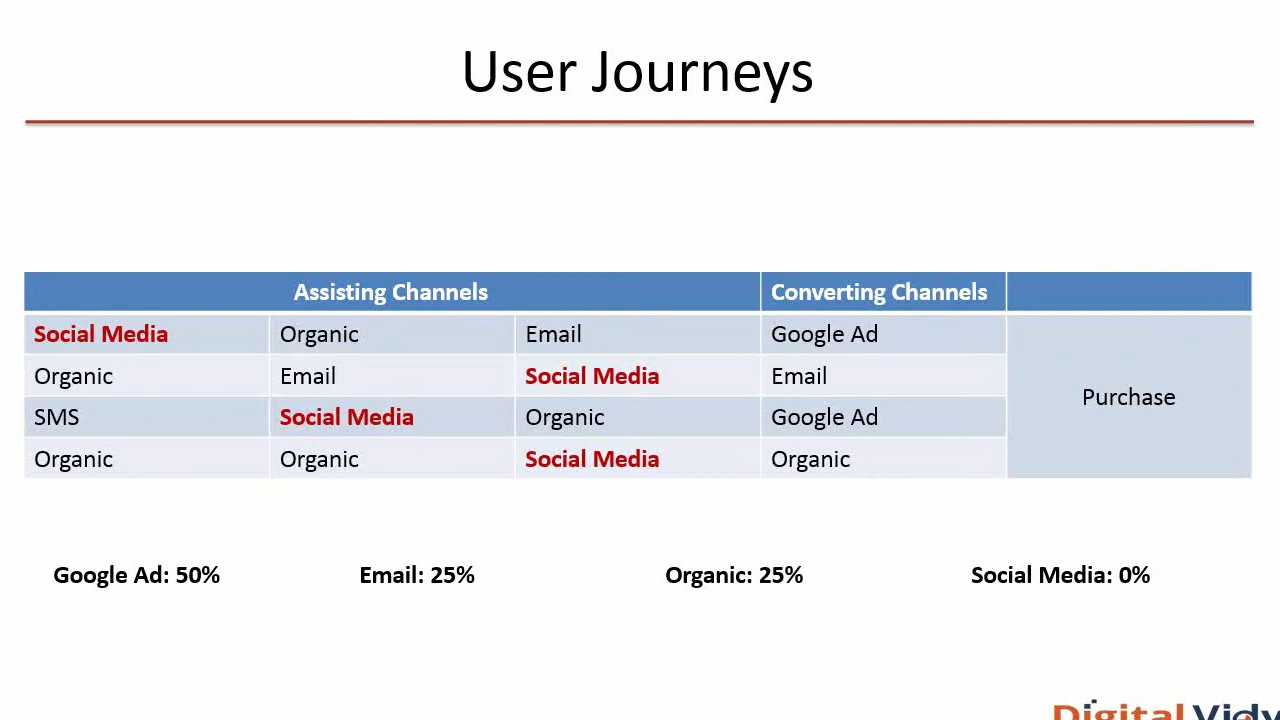 User Journeys
Assisting Channels Converting Channels
Social Media Organic Email Google Ad
Organic Email Social Media Email
Purchase
SMS Social Media Organic Google Ad
Organic Organic Social Media Organic
Google Ad: 50% Email: 25% Organic: 25% Social Media: 0%
Digital Vidy